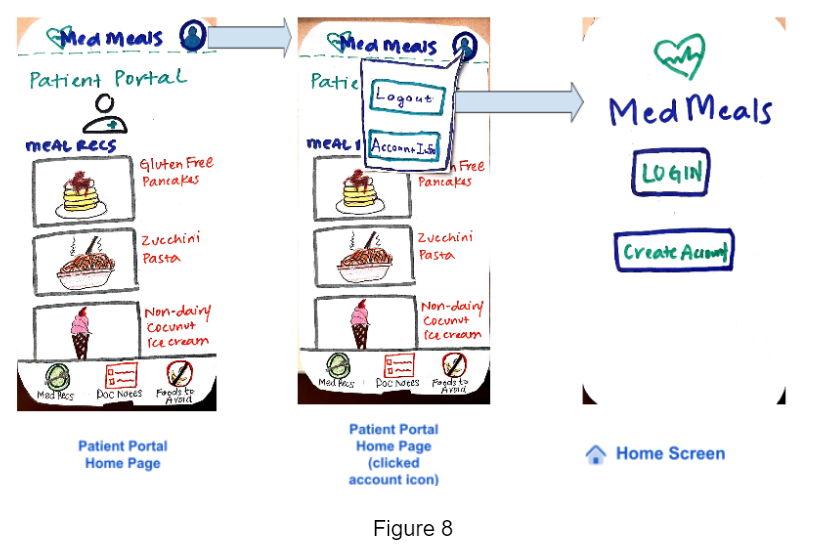 Med Meals
Patient Portal
MEAL RECS
Gluten Free
Pancakes
Zucchini
Pasta
Non-dairy
Coconut
ice cream
Med Recs
Doc Notes
Foods to
Avoid
Patient Portal
Home Page
Med Meals
Patie
Logout
Account Info
MEAL
Free
Pancakes
Zucchini
Pasta
Non-dairy
Coconut
ice cream
Med Recs
Doc Notes
Foods to
Avoid
Patient Portal
Home Page
(clicked
account icon)
Med Meals
LOGIN
Create Account
Home Screen
Figure 8